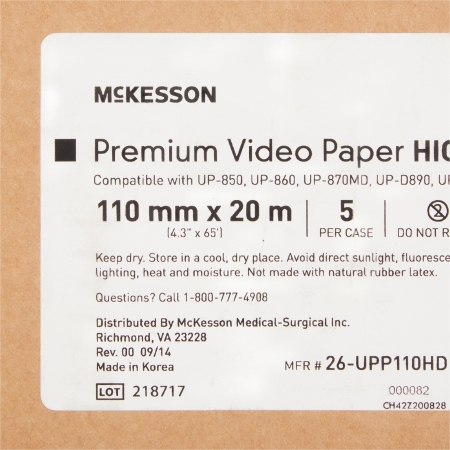 McKESSON
Premium Video Paper
Compatible with UP-850, UP-860, UP-870MD, UP-D890,
110 mm x 20 m
(4.3" x 65')
5
PER CASE
DO NOT
Keep dry. Store in a cool, dry place. Avoid direct sunlight,
lighting, heat and moisture. Not made with natural rubber latex.
Questions? Call 1-800-777-4908
Distributed By McKesson Medical-Surgical Inc.
Richmond, VA 23228
Rev. 00 09/14
Made in Korea
MFR # 26-UPP110HD
LOT 218717
000082
CH42Z200828